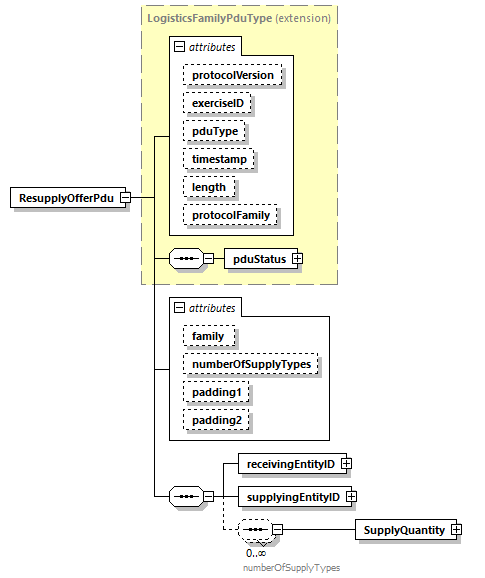 LogisticsFamilyPduType (extension)
attributes
protocolVersion
exerciseID
pduType
timestamp
length
protocolFamily
ResupplyOfferPdu
pduStatus
attributes
family
numberOfSupplyTypes
padding1
padding2
receivingEntityID
supplyingEntityID
SupplyQuantity
0..∞
numberOfSupplyTypes